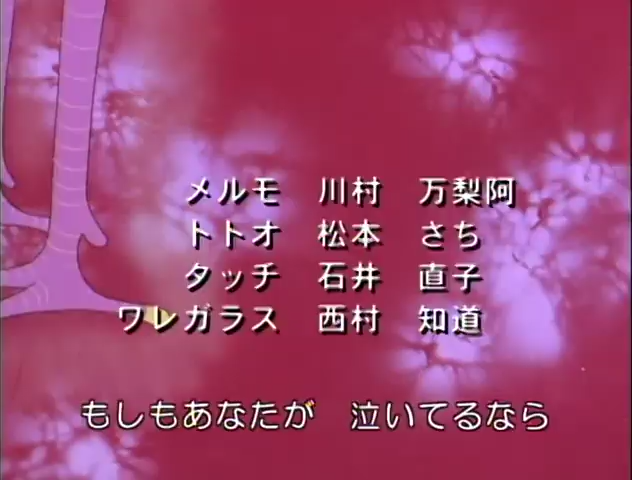 メルモ　川村　万梨阿
トトオ　松本　さち
タッチ　石井　直子
ワレガラス　西村　知道
もしもあなたが　泣いてるなら